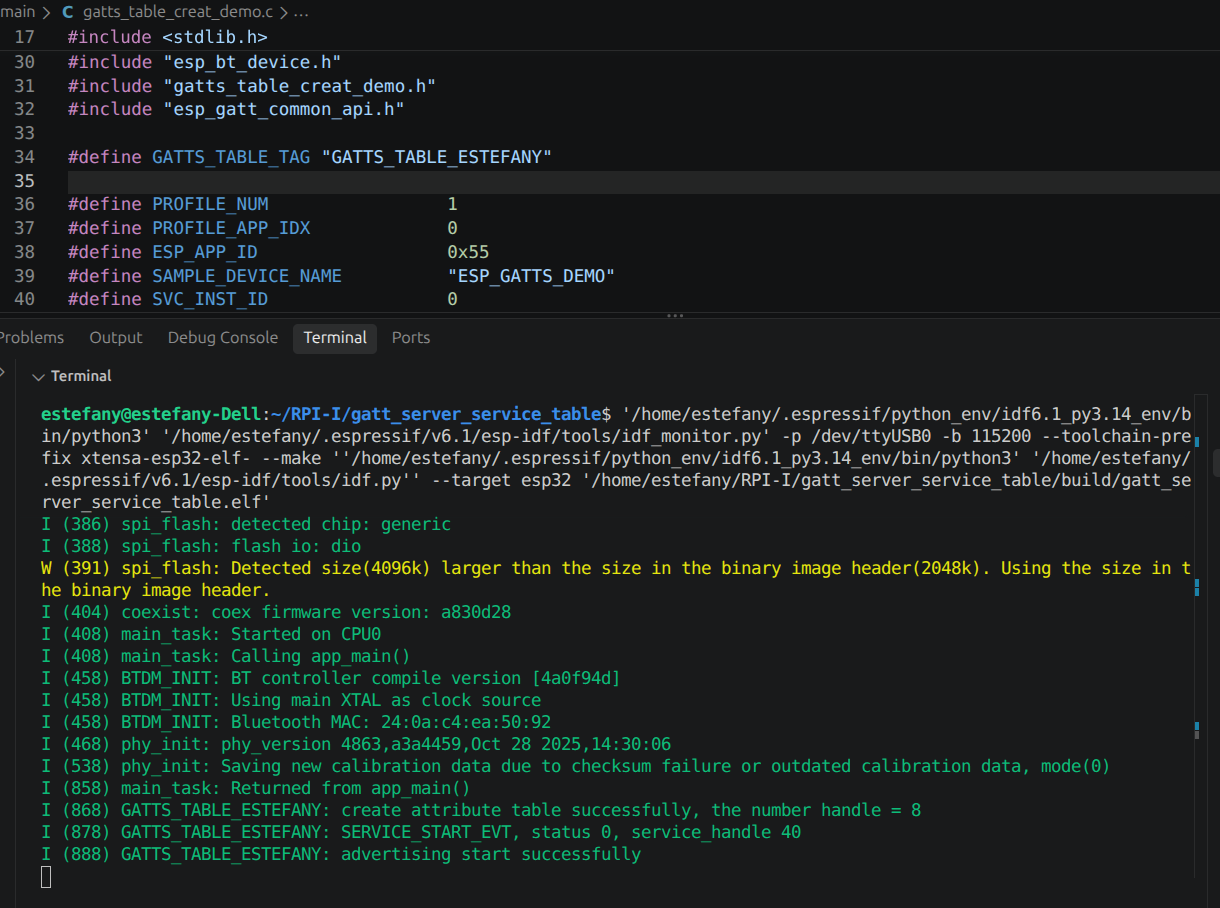 main > C gatts_table_creat_demo.c > ...
17 #include <stdlib.h>
30 #include "esp_bt_device.h"
31 #include "gatts_table_creat_demo.h"
32 #include "esp_gatt_common_api.h"
33
34 #define GATTS_TABLE_TAG "GATTS_TABLE_ESTEFANY"
35
36 #define PROFILE_NUM 1
37 #define PROFILE_APP_IDX 0
38 #define ESP_APP_ID 0x55
39 #define SAMPLE_DEVICE_NAME "ESP_GATTS_DEMO"
40 #define SVC_INST_ID 0
Problems Output Debug Console Terminal Ports
Terminal
estefany@estefany-Dell:~/RPI-I/gatt_server_service_table$ '/home/estefany/.espressif/python_env/idf6.1_py3.14_env/b
in/python3' '/home/estefany/.espressif/v6.1/esp-idf/tools/idf_monitor.py' -p /dev/ttyUSB0 -b 115200 --toolchain-pre
fix xtensa-esp32-elf- --make ''/home/estefany/.espressif/python_env/idf6.1_py3.14_env/bin/python3' '/home/estefany/
.espressif/v6.1/esp-idf/tools/idf.py'' --target esp32 '/home/estefany/RPI-I/gatt_server_service_table/build/gatt_se
rver_service_table.elf'
I (386) spi_flash: detected chip: generic
I (388) spi_flash: flash io: dio
W (391) spi_flash: Detected size(4096k) larger than the size in the binary image header(2048k). Using the size in t
he binary image header.
I (404) coexist: coex firmware version: a830d28
I (408) main_task: Started on CPU0
I (408) main_task: Calling app_main()
I (458) BTDM_INIT: BT controller compile version [4a0f94d]
I (458) BTDM_INIT: Using main XTAL as clock source
I (458) BTDM_INIT: Bluetooth MAC: 24:0a:c4:ea:50:92
I (468) phy_init: phy_version 4863,a3a4459,Oct 28 2025,14:30:06
I (538) phy_init: Saving new calibration data due to checksum failure or outdated calibration data, mode(0)
I (858) main_task: Returned from app_main()
I (868) GATTS_TABLE_ESTEFANY: create attribute table successfully, the number handle = 8
I (878) GATTS_TABLE_ESTEFANY: SERVICE_START_EVT, status 0, service_handle 40
I (888) GATTS_TABLE_ESTEFANY: advertising start successfully